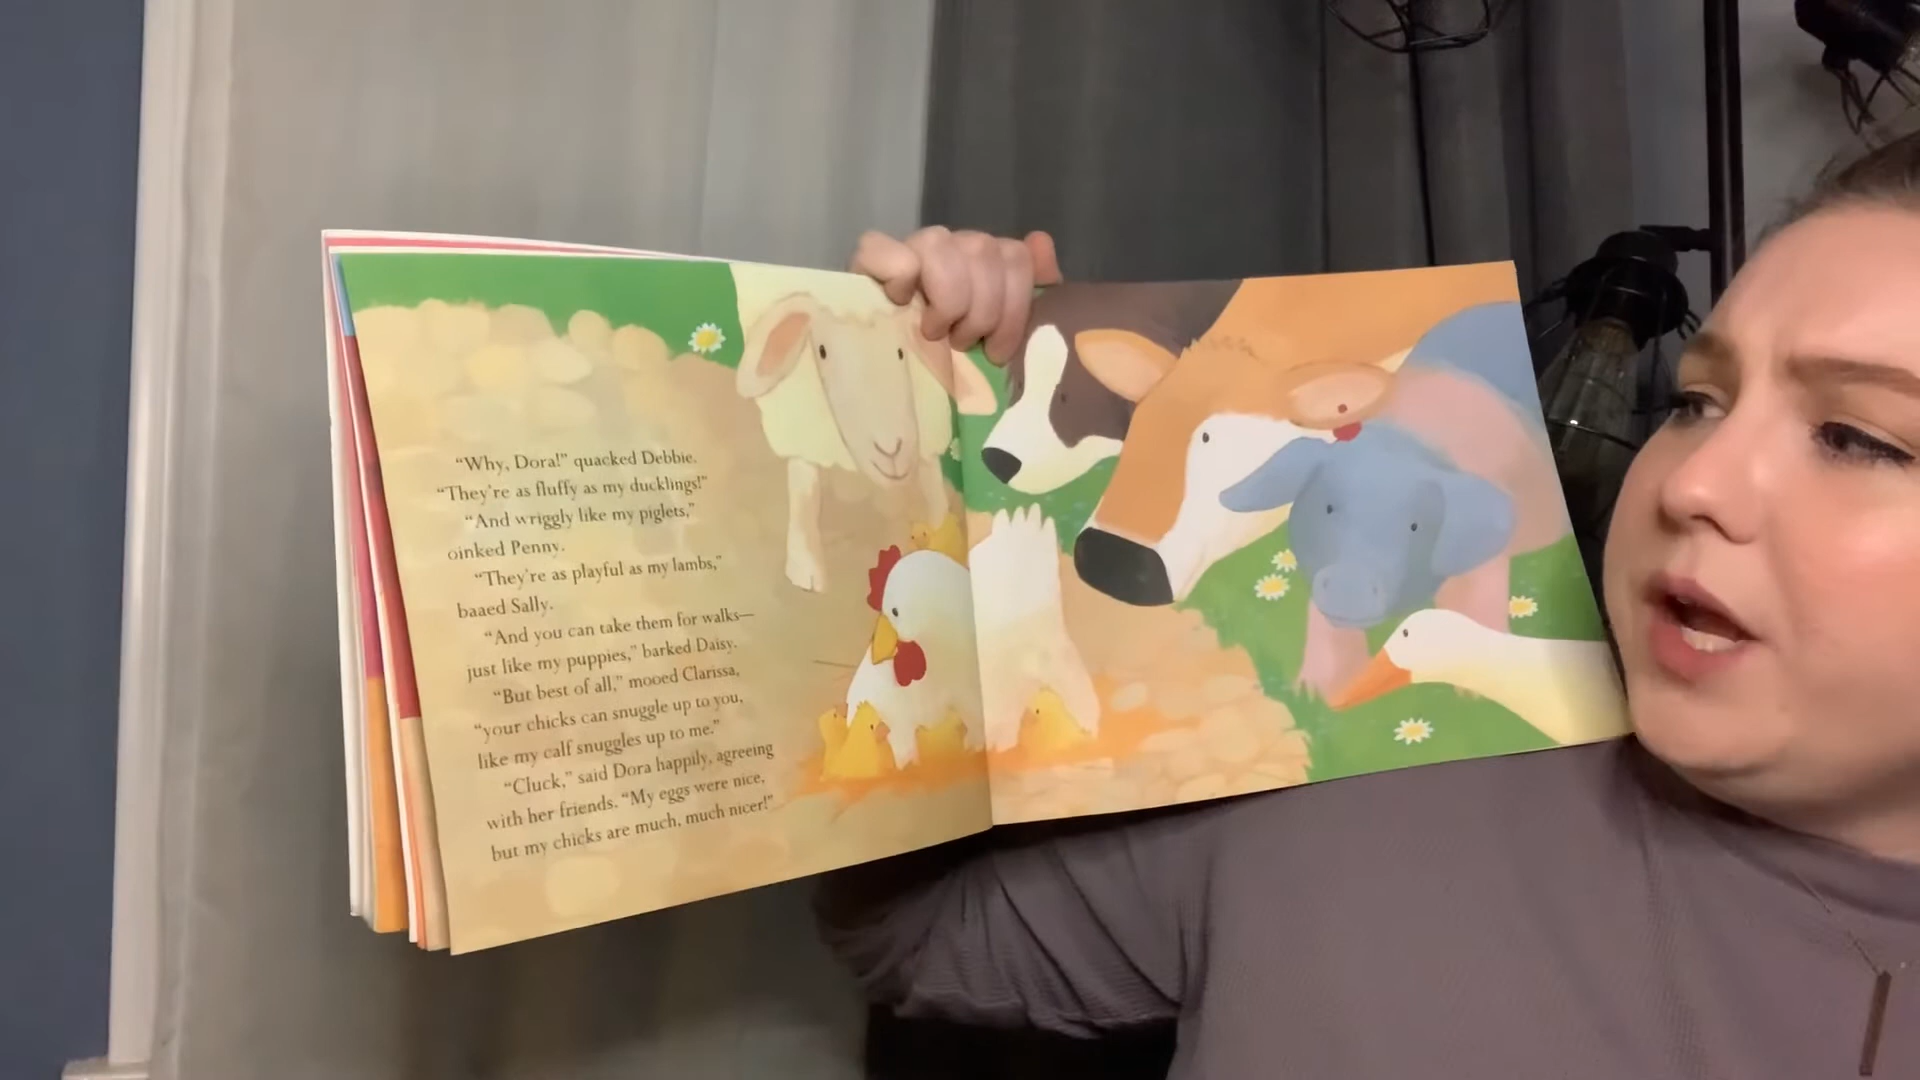 “Why, Dora!” quacked Debbie.
“They’re as fluffy as my ducklings!”
“And wriggly like my piglets,”
oinked Penny.
“They’re as playful as my lambs,”
baaed Sally.
“And you can take them for walks—
just like my puppies,” barked Daisy.
“But best of all,” mooed Clarissa,
“your chicks can snuggle up to you,
like my calf snuggles up to me.”
“Cluck,” said Dora happily, agreeing
with her friends. “My eggs were nice,
but my chicks are much, much nicer!”